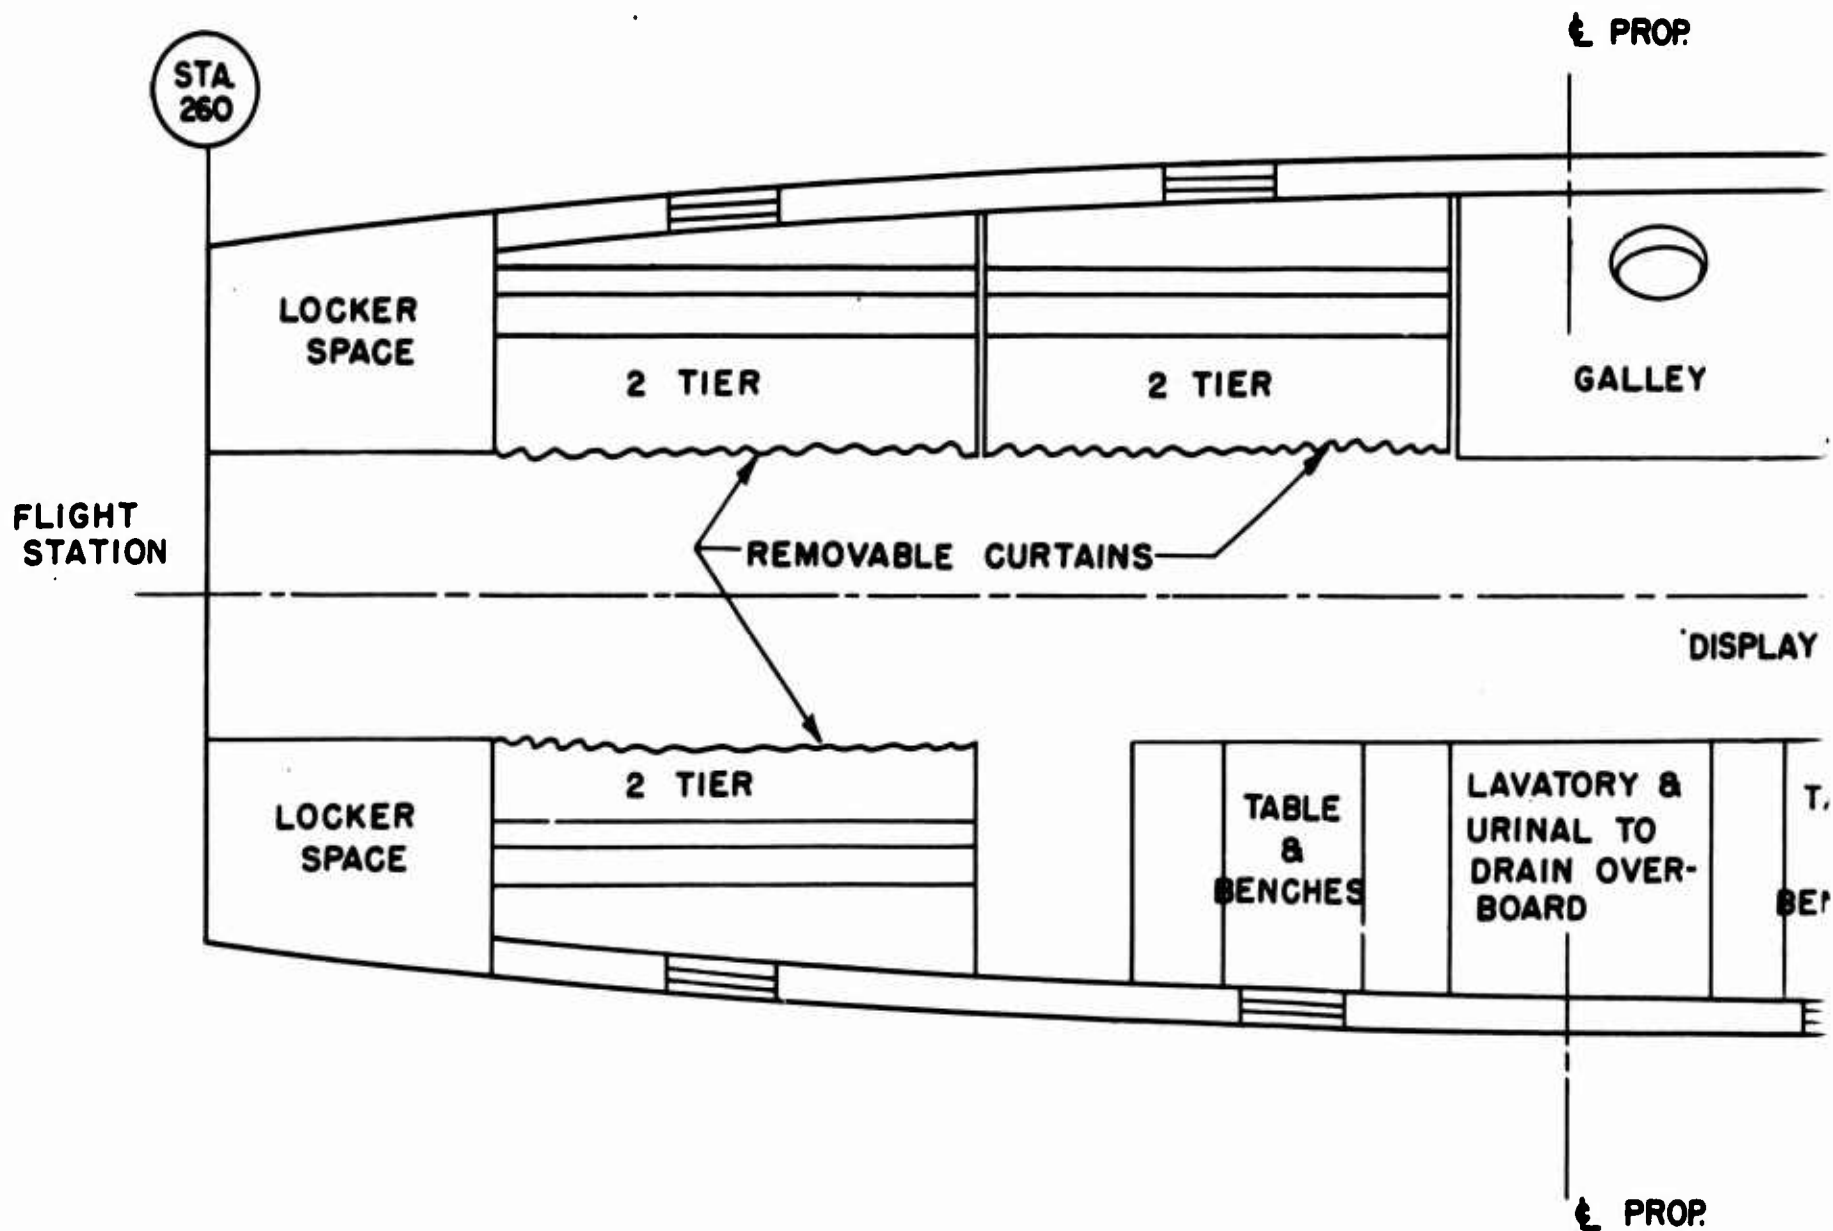 ℄ PROP.
STA.
260
LOCKER
SPACE
2 TIER
2 TIER
GALLEY
FLIGHT
STATION
REMOVABLE CURTAINS
DISPLAY
LOCKER
SPACE
2 TIER
TABLE
&
BENCHES
LAVATORY &
URINAL TO
DRAIN OVER-
BOARD
℄ PROP.